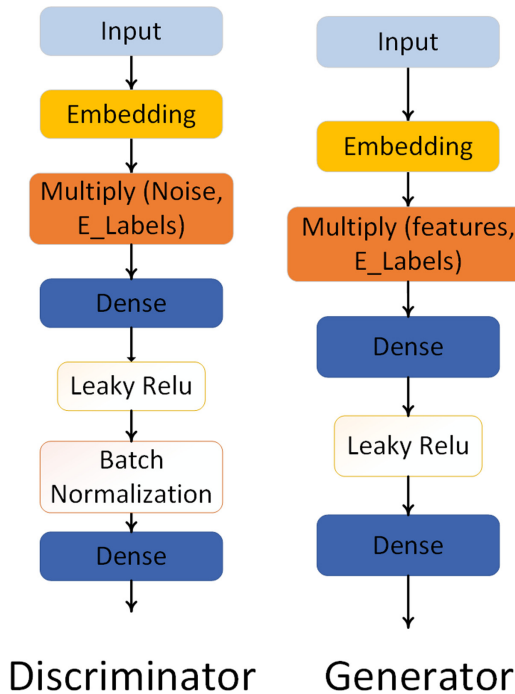 Input
Embedding
Multiply (Noise,
E_Labels)
Dense
Leaky Relu
Batch
Normalization
Dense
Discriminator
Input
Embedding
Multiply (features,
E_Labels)
Dense
Leaky Relu
Dense
Generator